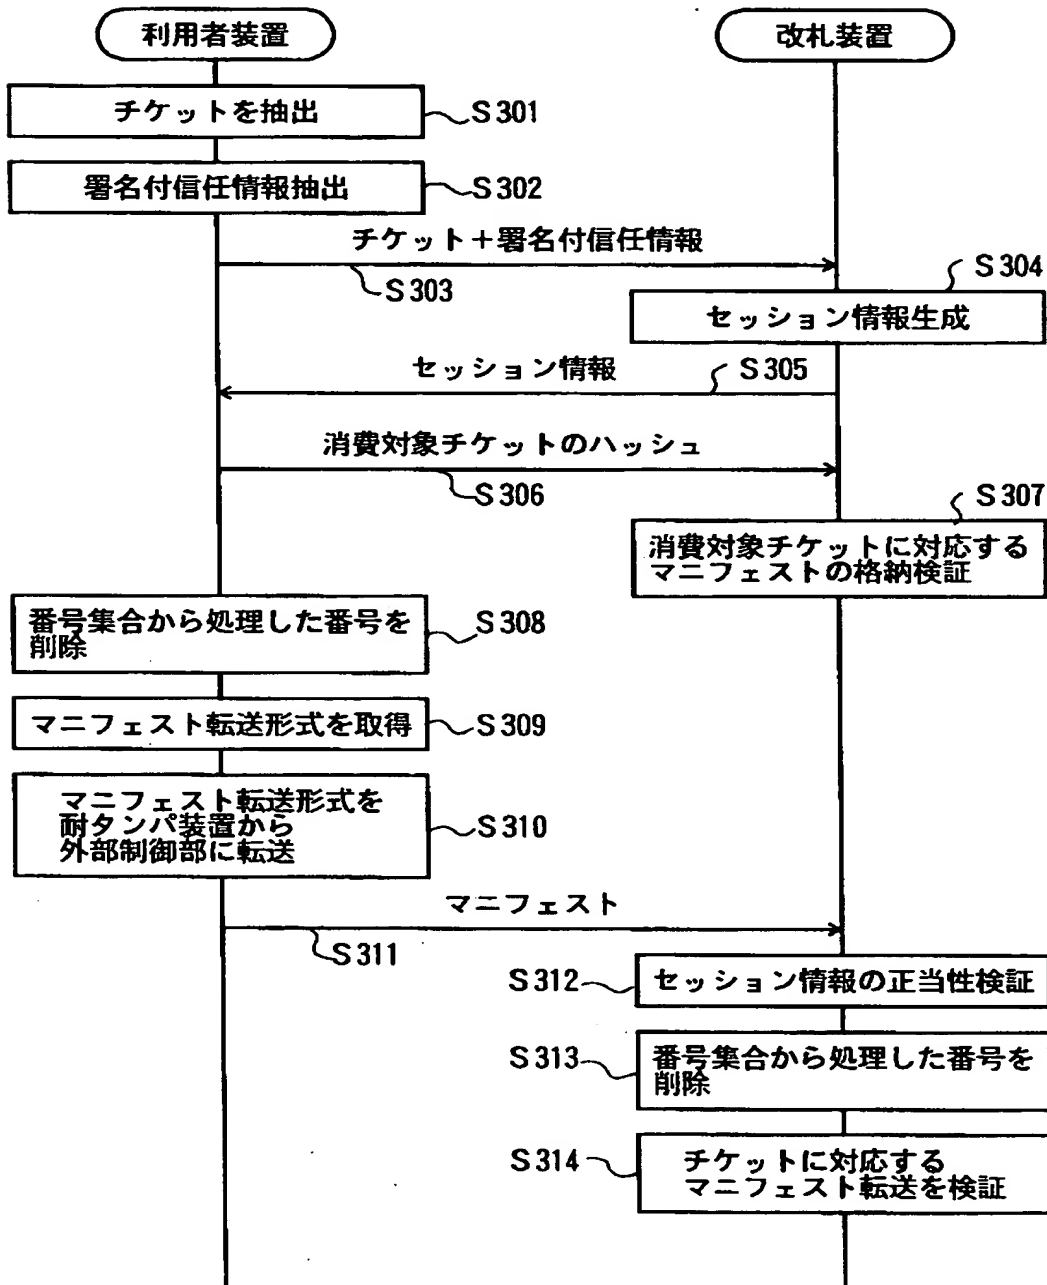 利用者装置
改札装置
チケットを抽出
S301
署名付信任情報抽出
S302
チケット+署名付信任情報
S303
S304
セッション情報生成
セッション情報
S305
消費対象チケットのハッシュ
S306
S307
消費対象チケットに対応する
マニフェストの格納検証
番号集合から処理した番号を
削除
S308
マニフェスト転送形式を取得
S309
マニフェスト転送形式を
耐タンパ装置から
外部制御部に転送
S310
マニフェスト
S311
S312
セッション情報の正当性検証
S313
番号集合から処理した番号を
削除
S314
チケットに対応する
マニフェスト転送を検証